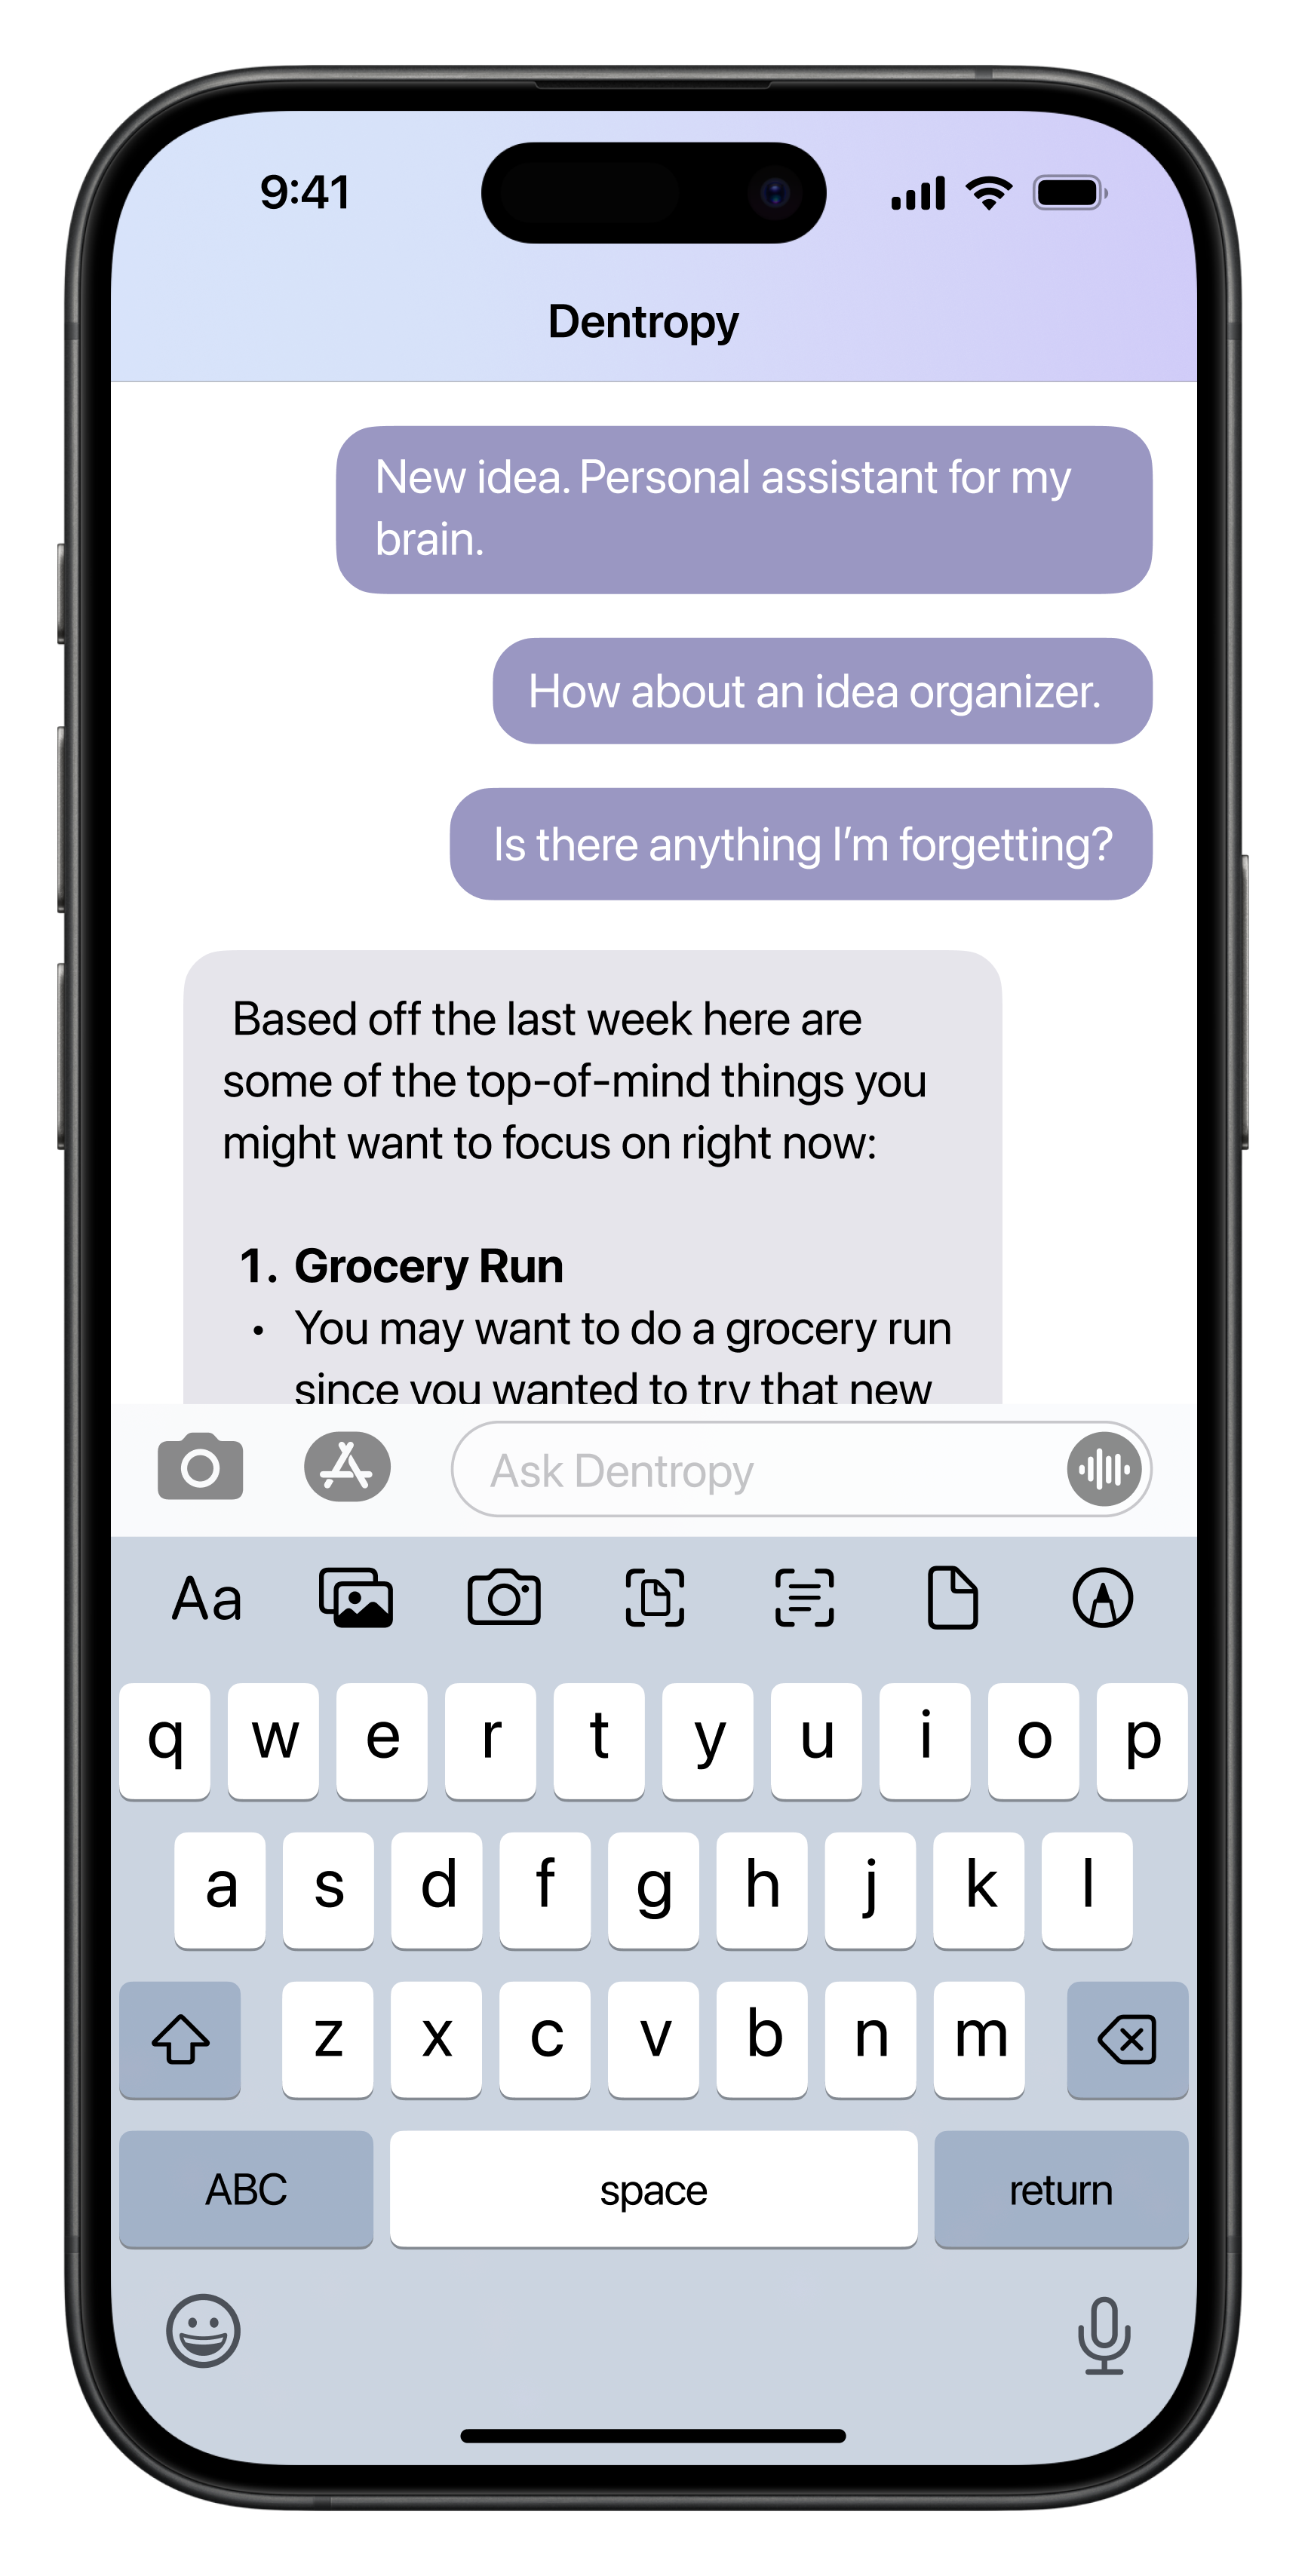 9:41
Dentropy
New idea. Personal assistant for my
brain.
How about an idea organizer.
Is there anything I’m forgetting?
Based off the last week here are
some of the top-of-mind things you
might want to focus on right now:
1. Grocery Run
• You may want to do a grocery run
since you wanted to try that new
Ask Dentropy
Aa
q w e r t y u i o p
a s d f g h j k l
z x c v b n m
ABC space return